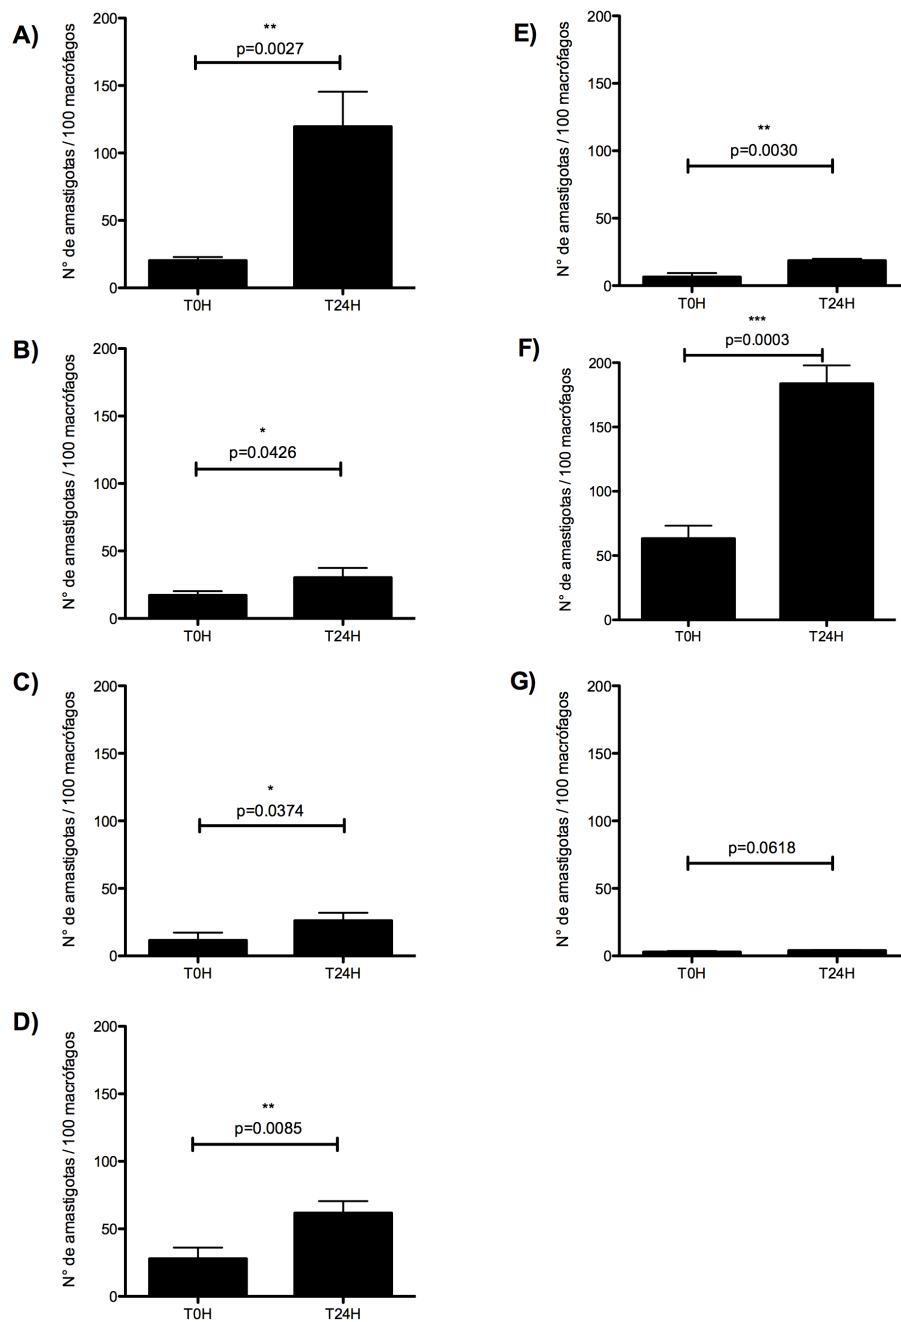 A)
N° de amastigotas / 100 macrófagos
200
150
100
50
0
**
p=0.0027
T0H
T24H
B)
N° de amastigotas / 100 macrófagos
200
150
100
50
0
*
p=0.0426
T0H
T24H
C)
N° de amastigotas / 100 macrófagos
200
150
100
50
0
*
p=0.0374
T0H
T24H
D)
N° de amastigotas / 100 macrófagos
200
150
100
50
0
**
p=0.0085
T0H
T24H
E)
N° de amastigotas / 100 macrófagos
200
150
100
50
0
**
p=0.0030
T0H
T24H
F)
N° de amastigotas / 100 macrófagos
200
150
100
50
0
***
p=0.0003
T0H
T24H
G)
N° de amastigotas / 100 macrófagos
200
150
100
50
0
p=0.0618
T0H
T24H